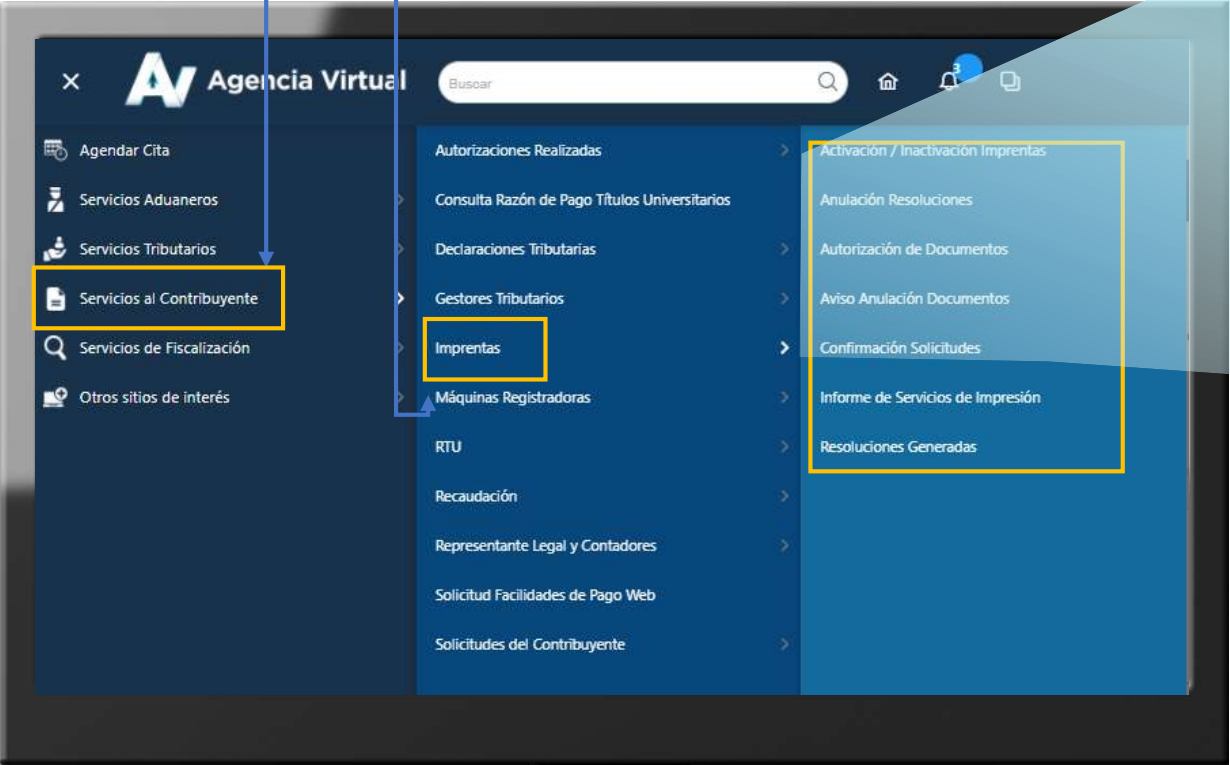 Agencia Virtual
Buscar
3
Agendar Cita
Servicios Aduaneros
Servicios Tributarios
Servicios al Contribuyente
Servicios de Fiscalización
Otros sitios de interés
Autorizaciones Realizadas
Consulta Razón de Pago Títulos Universitarios
Declaraciones Tributarias
Gestores Tributarios
Imprentas
Máquinas Registradoras
RTU
Recaudación
Representante Legal y Contadores
Solicitud Facilidades de Pago Web
Solicitudes del Contribuyente
Activación / Inactivación Imprentas
Anulación Resoluciones
Autorización de Documentos
Aviso Anulación Documentos
Confirmación Solicitudes
Informe de Servicios de Impresión
Resoluciones Generadas